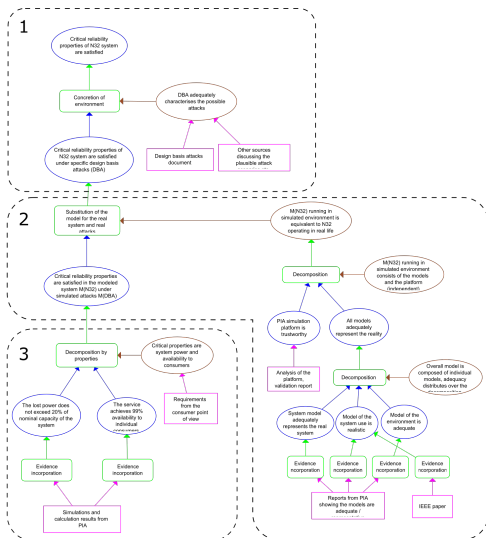 1
Critical reliability
properties of N32 system
are satisfied
Concretion of
environment
DBA adequately
characterises the possible
attacks
Critical reliability properties of
N32 system are satisfied
under specific design basis
attacks (DBA)
Design basis attacks
document
Other sources
discussing the
plausible attack
2
Substitution of the
model for the real
system and real
attacks
M(N32) running in
simulated environment is
equivalent to N32
operating in real life
Critical reliability properties
are satisfied in the modeled
system M(N32) under
simulated attacks M(DBA)
Decomposition
M(N32) running in
simulated environment
consists of the models
and the platform
(independent)
PIA simulation
platform is
trustworthy
All models
adequately
represent the reality
Analysis of the
platform,
validation report
Decomposition
Overall model is
composed of individual
models, adequacy
distributes over the
System model
adequately
represents the real
system
Model of the
system use is
realistic
Model of the
environment is
adequate
Evidence
ncorporation
Evidence
ncorporation
Evidence
ncorporation
Evidence
ncorporation
Reports from PIA
showing the models are
adequate /
IEEE paper
3
Decomposition by
properties
Critical properties are
system power and
availability to
consumers
The lost power does
not exceed 20% of
nominal capacity of the
system
The service
achieves 99%
availability to
individual
consumers
Requirements from
the consumer point
of view
Evidence
incorporation
Evidence
incorporation
Simulations and
calculation results from
PIA